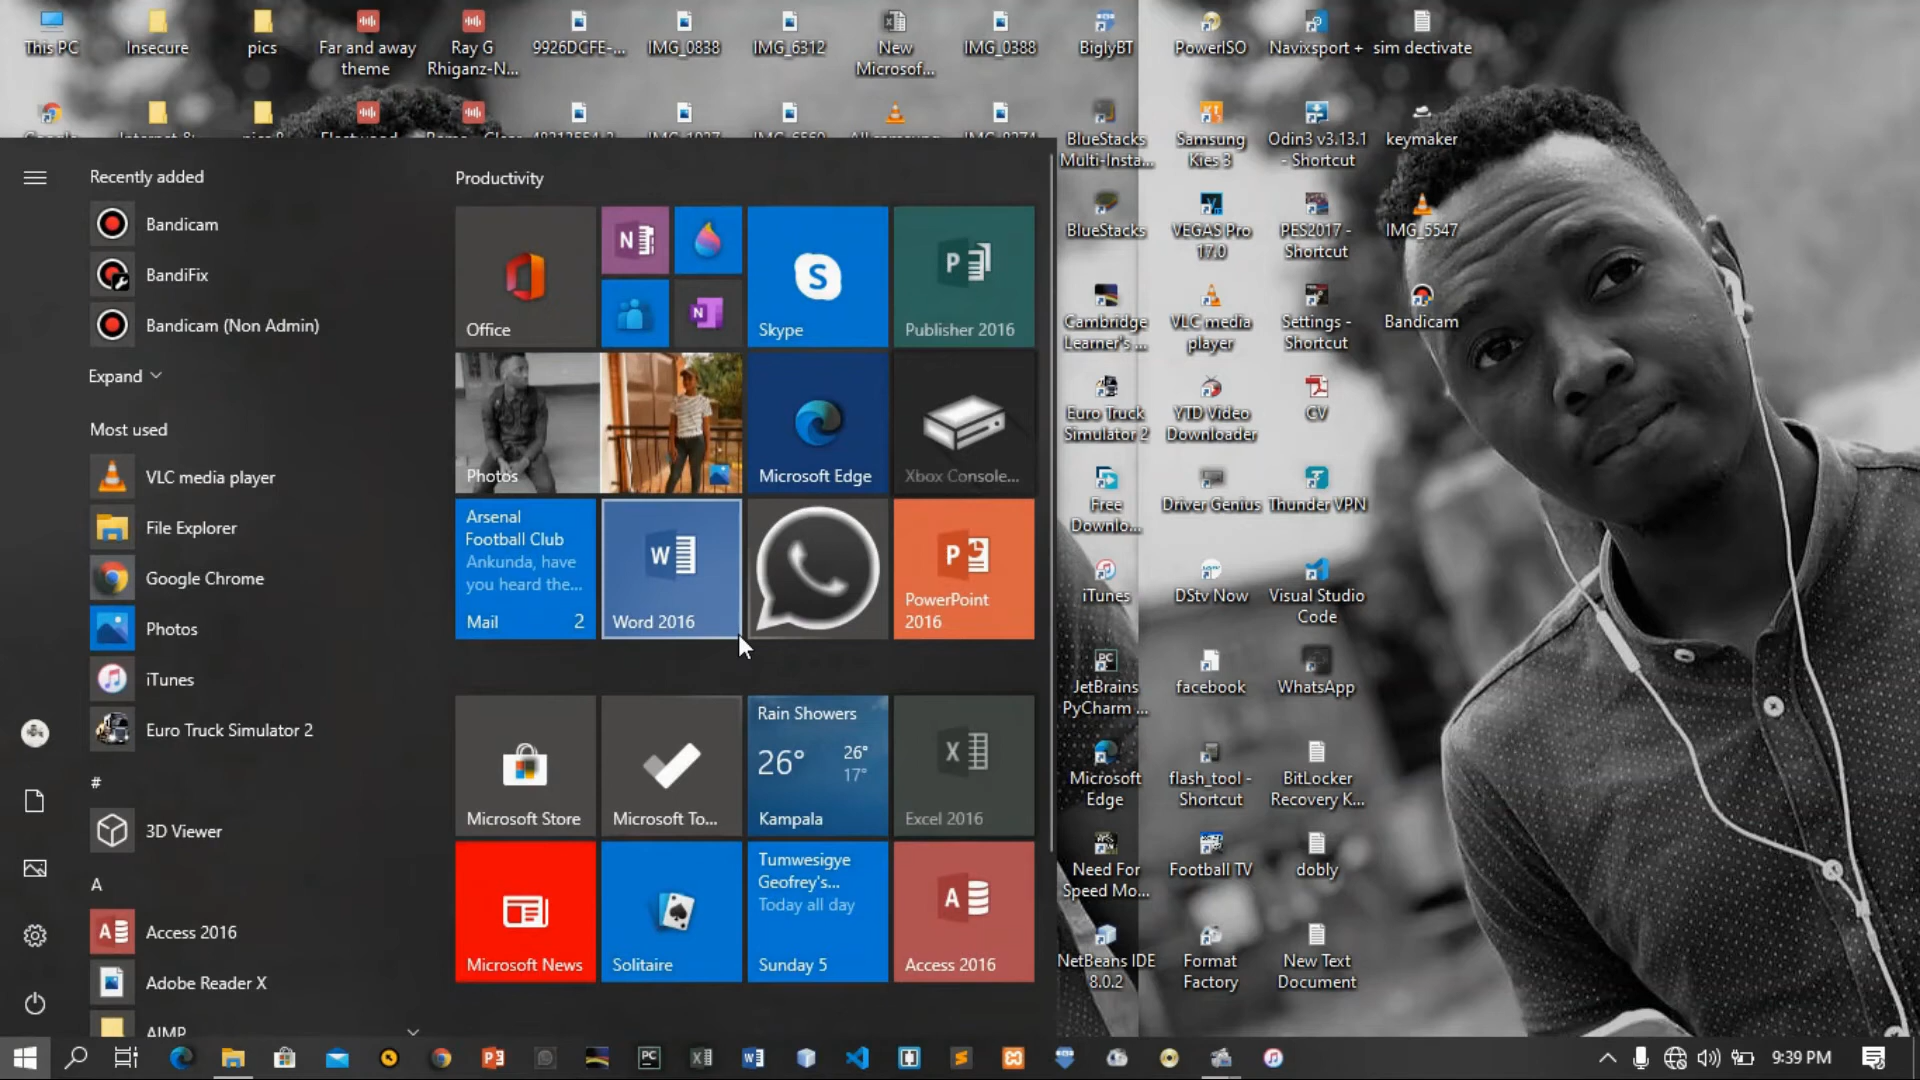 This PC
Insecure
pics
Far and away
theme
Ray G
Rhiganz-N...
9926DCFE-...
IMG_0838
IMG_6312
New
Microsof...
IMG_0388
BiglyBT
PowerISO
Navixsport +
sim dectivate
BlueStacks
Multi-Insta...
Samsung
Kies 3
Odin3 v3.13.1
- Shortcut
keymaker
BlueStacks
VEGAS Pro
17.0
PES2017 -
Shortcut
IMG_5547
Cambridge
Learner's ...
VLC media
player
Settings -
Shortcut
Bandicam
Euro Truck
Simulator 2
YTD Video
Downloader
CV
Free
Downlo...
Driver Genius
Thunder VPN
iTunes
DStv Now
Visual Studio
Code
JetBrains
PyCharm ...
facebook
WhatsApp
Microsoft
Edge
flash_tool -
Shortcut
BitLocker
Recovery K...
Need For
Speed Mo...
Football TV
dobly
NetBeans IDE
8.0.2
Format
Factory
New Text
Document
Recently added
Bandicam
BandiFix
Bandicam (Non Admin)
Expand
Most used
VLC media player
File Explorer
Google Chrome
Photos
iTunes
Euro Truck Simulator 2
#
3D Viewer
A
Access 2016
Adobe Reader X
AIMP
Productivity
Office
Skype
Publisher 2016
Photos
Microsoft Edge
Xbox Console...
Arsenal
Football Club
Ankunda, have
you heard the...
Mail 2
Word 2016
PowerPoint
2016
Microsoft Store
Microsoft To...
Rain Showers
26° 26°
17°
Kampala
Excel 2016
Microsoft News
Solitaire
Tumwesigye
Geofrey's...
Today all day
Sunday 5
Access 2016
9:39 PM